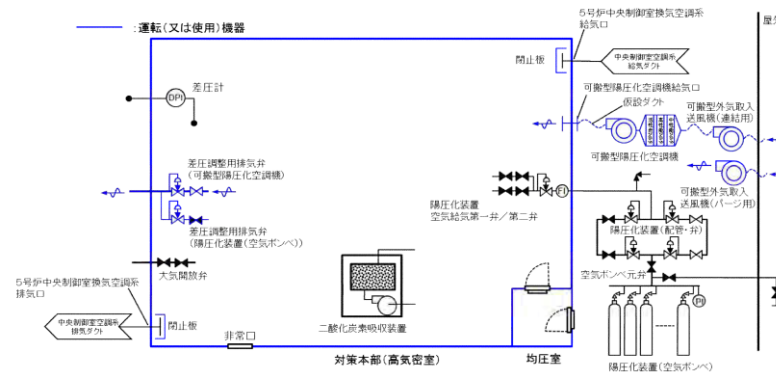 :運転(又は使用)機器
5号炉中央制御室換気空調系
給気口
閉止板
中央制御室空調系
給気ダクト
差圧計
DPI
可搬型陽圧化空調機給気口
仮設ダクト
可搬型外気取入
送風機(連結用)
差圧調整用排気弁
(可搬型陽圧化空調機)
可搬型陽圧化空調機
陽圧化装置
空気給気第一弁/第二弁
FI
可搬型外気取入
送風機(パージ用)
差圧調整用排気弁
(陽圧化装置(空気ボンベ))
陽圧化装置(配管・弁)
大気開放弁
空気ボンベ元弁
5号炉中央制御室換気空調系
排気口
PI
中央制御室空調系
排気ダクト
閉止板
非常口
二酸化炭素吸収装置
対策本部(高気密室)
均圧室
陽圧化装置(空気ボンベ)